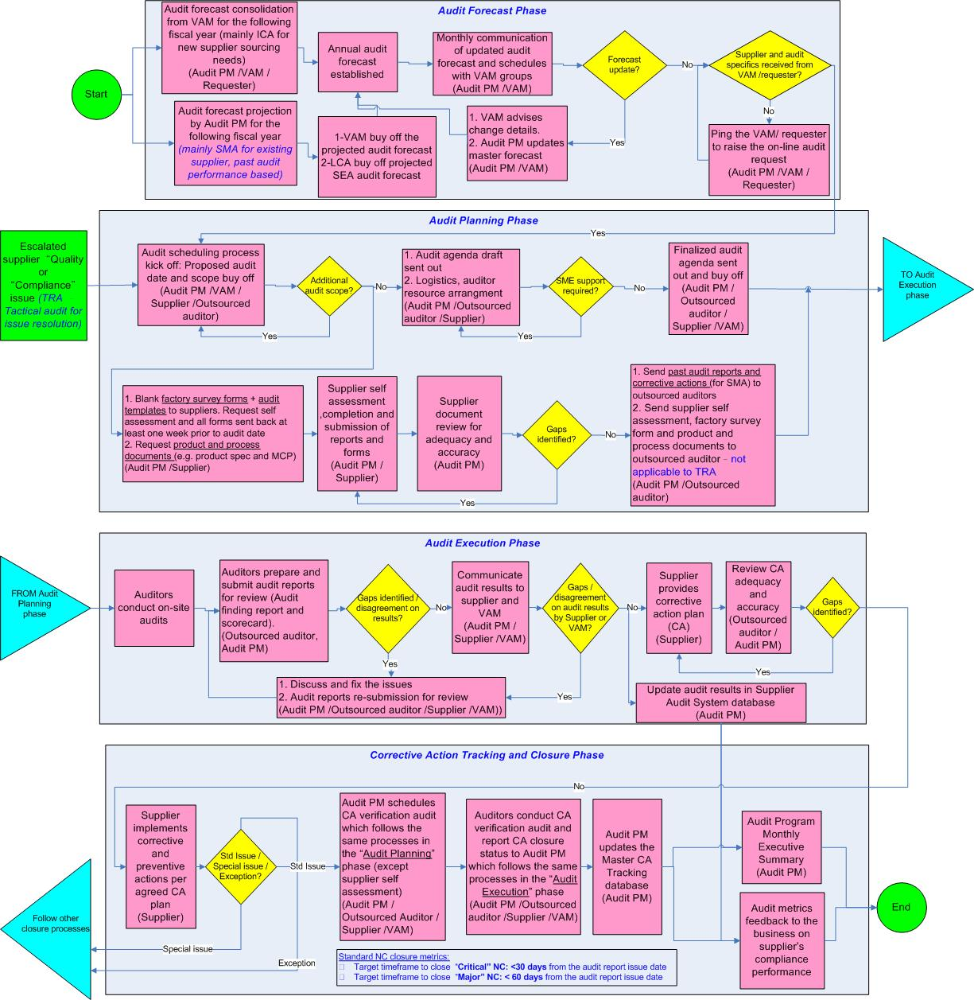 Audit Forecast Phase
Audit forecast consolidation
from VAM for the following
fiscal year (mainly ICA for
new supplier sourcing
needs)
(Audit PM /VAM /
Requester)
Annual audit
forecast
established
Monthly communication
of updated audit
forecast and schedules
with VAM groups
(Audit PM /VAM)
Forecast
update?
No
Supplier and audit
specifics received from
VAM /requester?
Start
No
Audit forecast projection
by Audit PM for the
following fiscal year
(mainly SMA for existing
supplier, past audit
performance based)
1-VAM buy off the
projected audit forecast
2-LCA buy off projected
SEA audit forecast
1. VAM advises
change details.
2. Audit PM updates
master forecast
(Audit PM /VAM)
Yes
Ping the VAM/ requester
to raise the on-line audit
request
(Audit PM /VAM /
Requester)
Audit Planning Phase
Yes
Escalated
supplier “Quality
or
“Compliance”
issue (TRA
Tactical audit for
issue resolution)
Audit scheduling process
kick off: Proposed audit
date and scope buy off
(Audit PM /VAM /
Supplier /Outsourced
auditor)
Additional
audit scope?
No
Yes
1. Audit agenda draft
sent out
2. Logistics, auditor
resource arrangment
(Audit PM /Outsourced
auditor /Supplier)
SME support
required?
No
Yes
Finalized audit
agenda sent
out and buy off
(Audit PM /
Outsourced
auditor /
Supplier /VAM)
TO Audit
Execution
phase
1. Blank factory survey forms + audit
templates to suppliers. Request self
assessment and all forms sent back at
least one week prior to audit date
2. Request product and process
documents (e.g. product spec and MCP)
(Audit PM /Supplier)
Supplier self
assessment
,completion and
submission of
reports and
forms
(Audit PM /
Supplier)
Supplier
document
review for
adequacy and
accuracy
(Audit PM)
Gaps
identified?
No
Yes
1. Send past audit reports and
corrective actions (for SMA) to
outsourced auditors
2. Send supplier self
assessment, factory survey
form and product and
process documents to
outsourced auditor - not
applicable to TRA
(Audit PM /Outsourced
auditor)
Audit Execution Phase
FROM Audit
Planning
phase
Auditors
conduct on-site
audits
Auditors prepare and
submit audit reports
for review (Audit
finding report and
scorecard).
(Outsourced auditor,
Audit PM)
Gaps identified /
disagreement on
results?
No
Yes
Communicate
audit results to
supplier and
VAM
(Audit PM /
Supplier /VAM)
Gaps /
disagreement
on audit results
by Supplier or
VAM?
No
Yes
Supplier
provides
corrective
action plan
(CA)
(Supplier)
Review CA
adequacy
and
accuracy
(Outsourced
auditor /
Audit PM)
Gaps
identified?
Yes
1. Discuss and fix the issues
2. Audit reports re-submission for review
(Audit PM /Outsourced auditor /Supplier /VAM))
Update audit results in Supplier
Audit System database
(Audit PM)
Corrective Action Tracking and Closure Phase
No
Supplier
implements
corrective
and
preventive
actions per
agreed CA
plan
(Supplier)
Std Issue /
Special issue /
Exception?
Std Issue
Audit PM schedules
CA verification audit
which follows the
same processes in
the “Audit Planning”
phase (except
supplier self
assessment)
(Audit PM /
Outsourced Auditor /
Supplier /VAM)
Auditors conduct CA
verification audit and
report CA closure
status to Audit PM
which follows the same
processes in the “Audit
Execution” phase
(Audit PM /Outsourced
auditor /Supplier /VAM)
Audit PM
updates the
Master CA
Tracking
database
(Audit PM)
Audit Program
Monthly
Executive
Summary
(Audit PM)
End
Audit metrics
feedback to the
business on
supplier’s
compliance
performance
Follow other
closure processes
Special issue
Exception
Standard NC closure metrics:
Target timeframe to close “Critical” NC: <30 days from the audit report issue date
Target timeframe to close “Major” NC: < 60 days from the audit report issue date